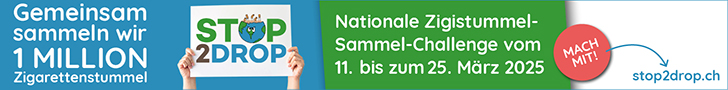 Gemeinsam
sammeln wir
1 MILLION
Zigarettenstummel
STOP
2DROP
Nationale Zigistummel-
Sammel-Challenge vom
11. bis zum 25. März 2025
MACH
MIT!
stop2drop.ch